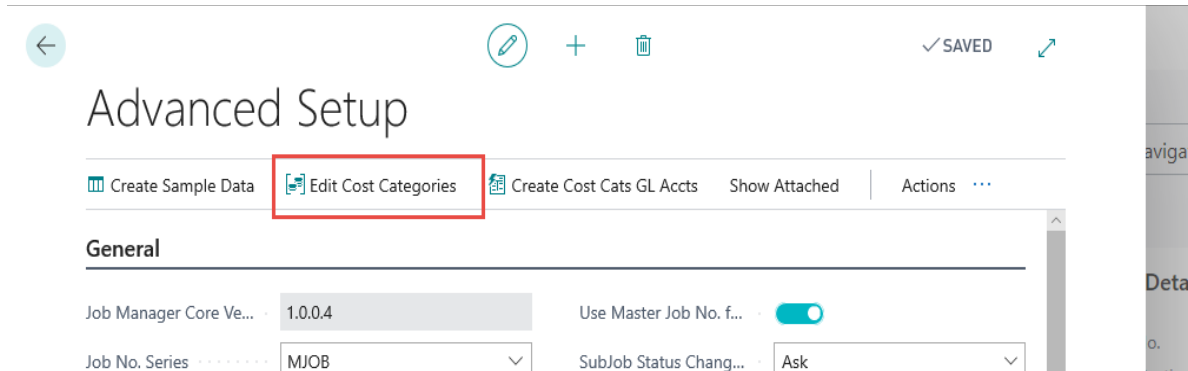 SAVED
Advanced Setup
Create Sample Data Edit Cost Categories Create Cost Cats GL Accts Show Attached Actions ...
aviga
General
Deta
Job Manager Core Ve... 1.0.0.4 Use Master Job No. f...
o.
Job No. Series MJOB SubJob Status Chang... Ask